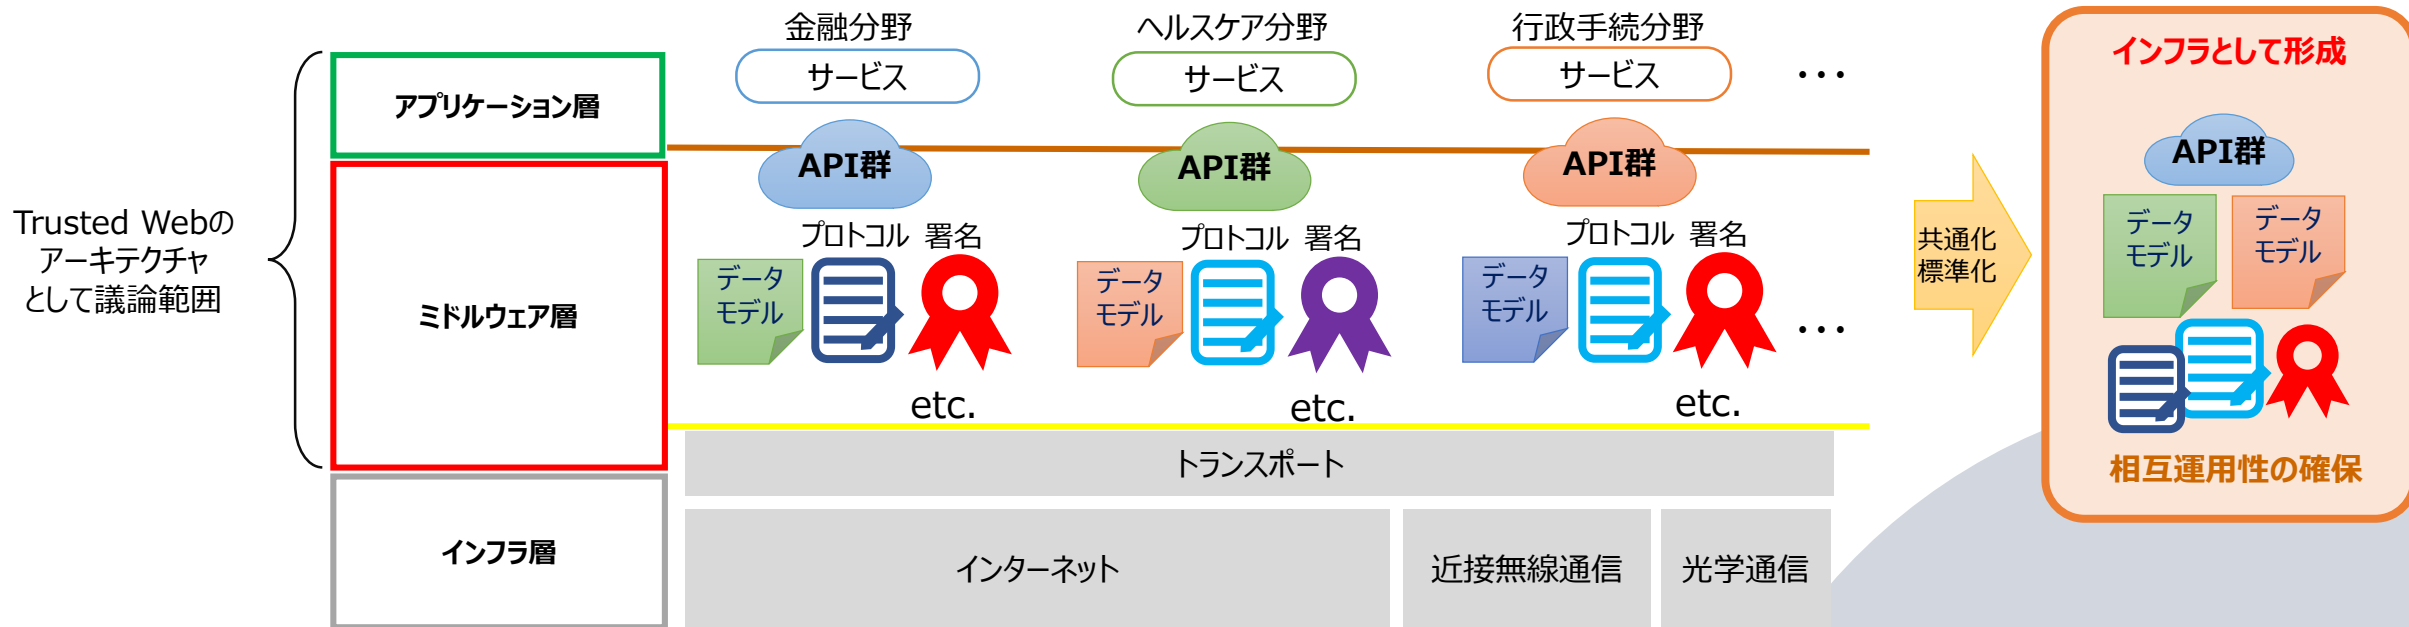 Trusted Webの
アーキテクチャ
として議論範囲
アプリケーション層
ミドルウェア層
インフラ層
金融分野
サービス
API群
プロトコル 署名
データ
モデル
etc.
ヘルスケア分野
サービス
API群
プロトコル 署名
データ
モデル
etc.
行政手続分野
サービス
API群
プロトコル 署名
データ
モデル
etc.
…
…
トランスポート
インターネット
近接無線通信
光学通信
共通化
標準化
インフラとして形成
API群
データ
モデル
データ
モデル
相互運用性の確保